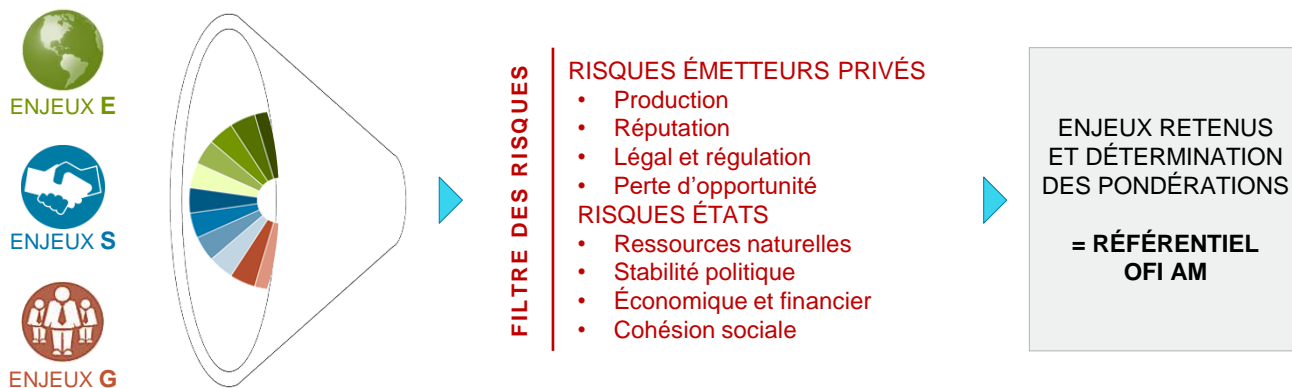 ENJEUX E
ENJEUX S
ENJEUX G
FILTRE DES RISQUES
RISQUES ÉMETTEURS PRIVÉS
• Production
• Réputation
• Légal et régulation
• Perte d’opportunité
RISQUES ÉTATS
• Ressources naturelles
• Stabilité politique
• Économique et financier
• Cohésion sociale
ENJEUX RETENUS
ET DÉTERMINATION
DES PONDÉRATIONS
= RÉFÉRENTIEL
OFI AM